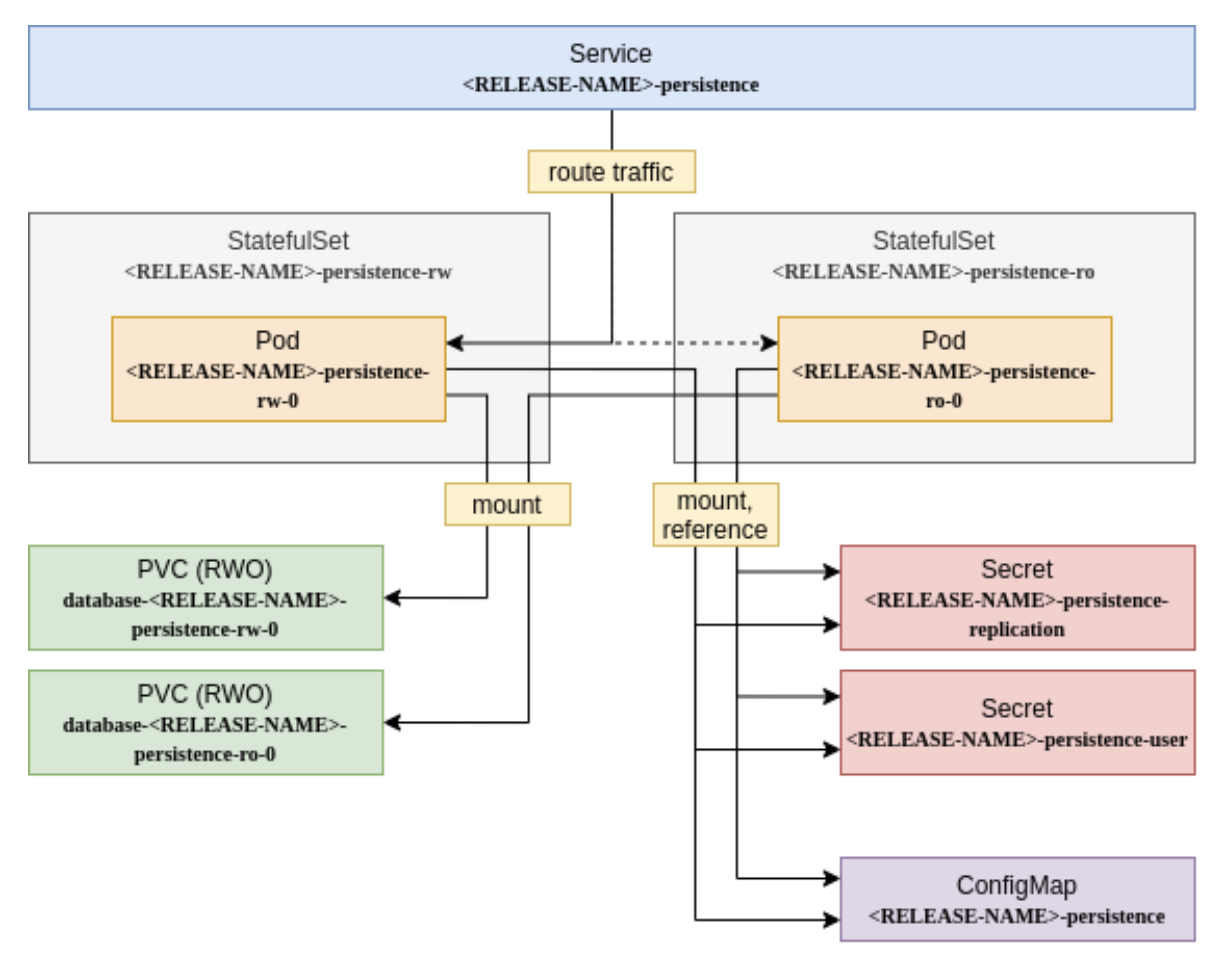 Service
<RELEASE-NAME>-persistence
route traffic
StatefulSet
<RELEASE-NAME>-persistence-rw
StatefulSet
<RELEASE-NAME>-persistence-ro
Pod
<RELEASE-NAME>-persistence-
rw-0
Pod
<RELEASE-NAME>-persistence-
ro-0
mount
mount,
reference
PVC (RWO)
database-<RELEASE-NAME>-
persistence-rw-0
Secret
<RELEASE-NAME>-persistence-
replication
PVC (RWO)
database-<RELEASE-NAME>-
persistence-ro-0
Secret
<RELEASE-NAME>-persistence-user
ConfigMap
<RELEASE-NAME>-persistence